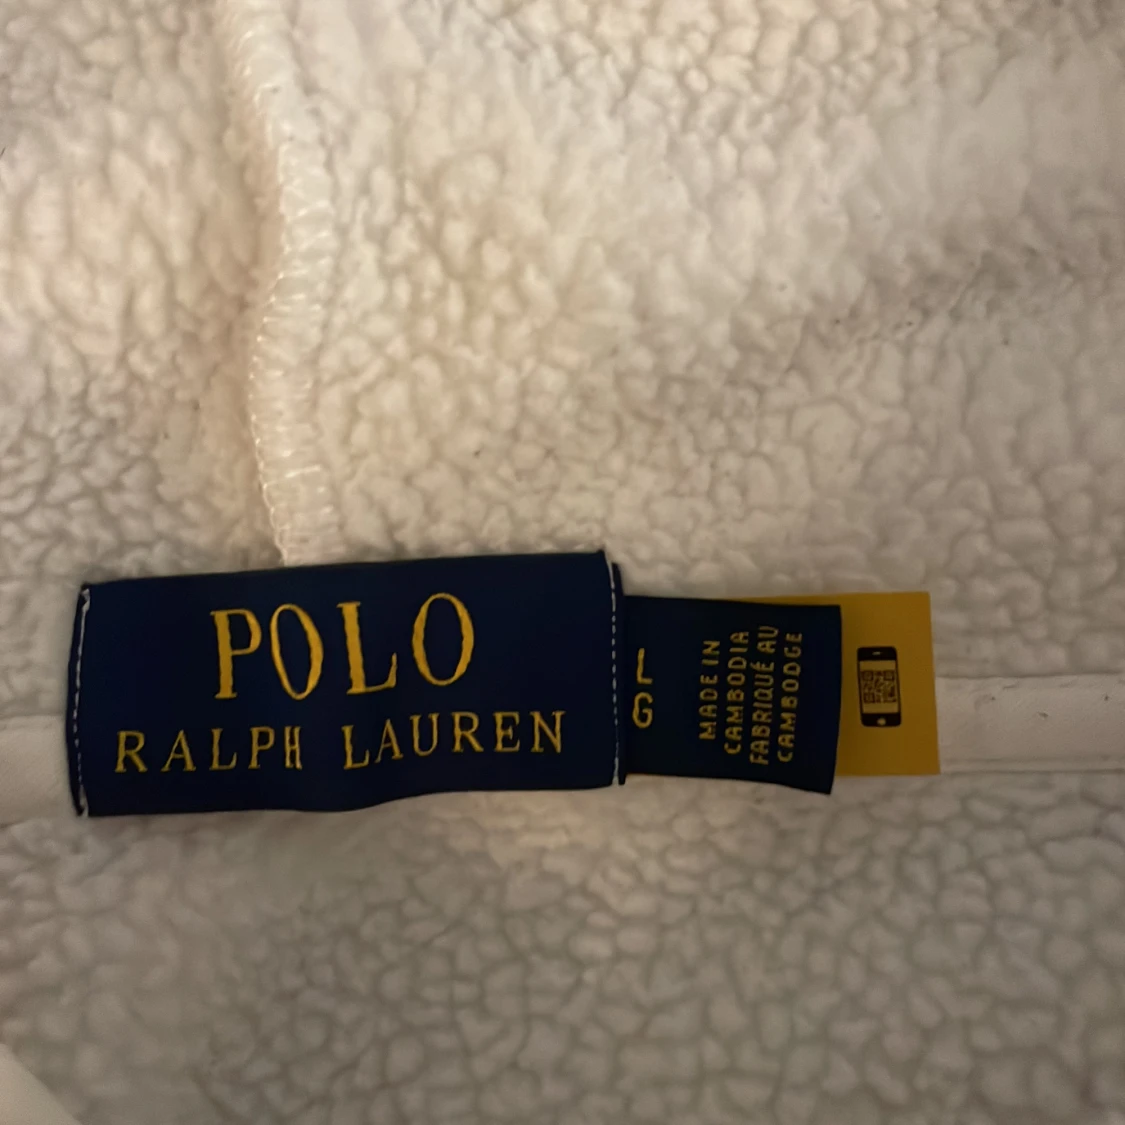 POLO
RALPH LAUREN
L
G
MADE IN
CAMBODIA
FABRIQUÉ AU
CAMBODGE